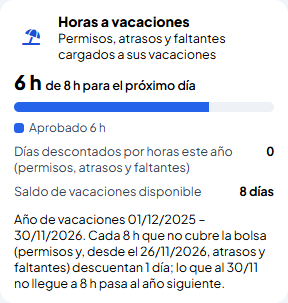 Horas a vacaciones
Permisos, atrasos y faltantes
cargados a sus vacaciones
6 h de 8 h para el próximo día
Aprobado 6 h
Días descontados por horas este año 0
(permisos, atrasos y faltantes)
Saldo de vacaciones disponible 8 días
Año de vacaciones 01/12/2025 –
30/11/2026. Cada 8 h que no cubre la bolsa
(permisos y, desde el 26/11/2026, atrasos y
faltantes) descuentan 1 día; lo que al 30/11
no llegue a 8 h pasa al año siguiente.